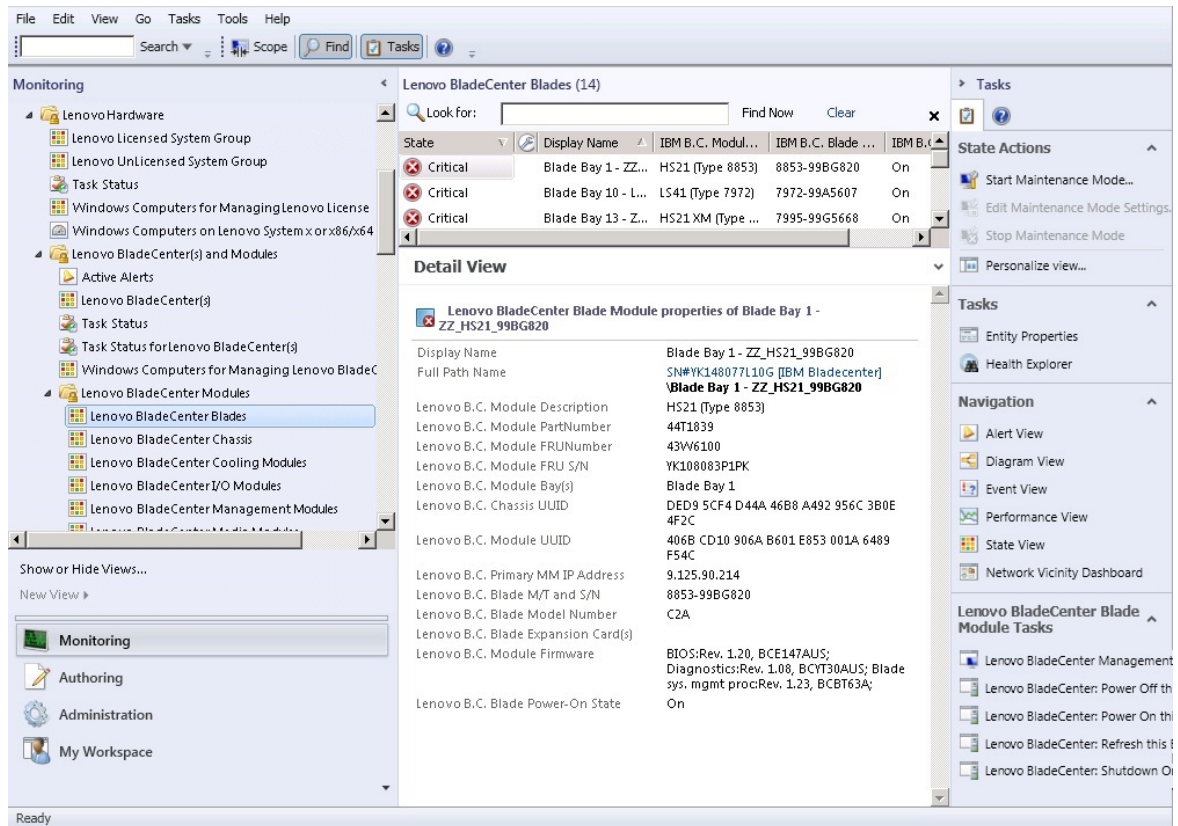 File Edit View Go Tasks Tools Help
Search Scope Find Tasks
Monitoring
Lenovo Hardware
Lenovo Licensed System Group
Lenovo UnLicensed System Group
Task Status
Windows Computers for Managing Lenovo License
Windows Computers on Lenovo System x or x86/x64
Lenovo BladeCenter(s) and Modules
Active Alerts
Lenovo BladeCenter(s)
Task Status
Task Status for Lenovo BladeCenter(s)
Windows Computers for Managing Lenovo BladeC
Lenovo BladeCenter Modules
Lenovo BladeCenter Blades
Lenovo BladeCenter Chassis
Lenovo BladeCenter Cooling Modules
Lenovo BladeCenter I/O Modules
Lenovo BladeCenter Management Modules
Show or Hide Views...
New View
Monitoring
Authoring
Administration
My Workspace
Ready
Lenovo BladeCenter Blades (14)
Look for: Find Now Clear
State Display Name IBM B.C. Modul... IBM B.C. Blade ... IBM B.(
Critical Blade Bay 1 - ZZ... HS21 (Type 8853) 8853-99BG820 On
Critical Blade Bay 10 - L... LS41 (Type 7972) 7972-99A5607 On
Critical Blade Bay 13 - Z... HS21 XM (Type ... 7995-99G5668 On
Detail View
Lenovo BladeCenter Blade Module properties of Blade Bay 1 -
ZZ_HS21_99BG820
Display Name Blade Bay 1 - ZZ_HS21_99BG820
Full Path Name SN#YK148077L10G [IBM Bladecenter]
\Blade Bay 1 - ZZ_HS21_99BG820
Lenovo B.C. Module Description HS21 (Type 8853)
Lenovo B.C. Module PartNumber 44T1839
Lenovo B.C. Module FRUNumber 43W6100
Lenovo B.C. Module FRU S/N YK108083P1PK
Lenovo B.C. Module Bay(s) Blade Bay 1
Lenovo B.C. Chassis UUID DED9 5CF4 D44A 46B8 A492 956C 3B0E
4F2C
Lenovo B.C. Module UUID 406B CD10 906A B601 E853 001A 6489
F54C
Lenovo B.C. Primary MM IP Address 9.125.90.214
Lenovo B.C. Blade M/T and S/N 8853-99BG820
Lenovo B.C. Blade Model Number C2A
Lenovo B.C. Blade Expansion Card(s)
Lenovo B.C. Module Firmware BIOS:Rev. 1.20, BCE147AUS;
Diagnostics:Rev. 1.08, BCYT30AUS; Blade
sys. mgmt proc:Rev. 1.23, BCBT63A;
Lenovo B.C. Blade Power-On State On
Tasks
State Actions
Start Maintenance Mode...
Edit Maintenance Mode Settings.
Stop Maintenance Mode
Personalize view...
Tasks
Entity Properties
Health Explorer
Navigation
Alert View
Diagram View
Event View
Performance View
State View
Network Vicinity Dashboard
Lenovo BladeCenter Blade
Module Tasks
Lenovo BladeCenter Management
Lenovo BladeCenter: Power Off th
Lenovo BladeCenter: Power On thi
Lenovo BladeCenter: Refresh this
Lenovo BladeCenter: Shutdown O